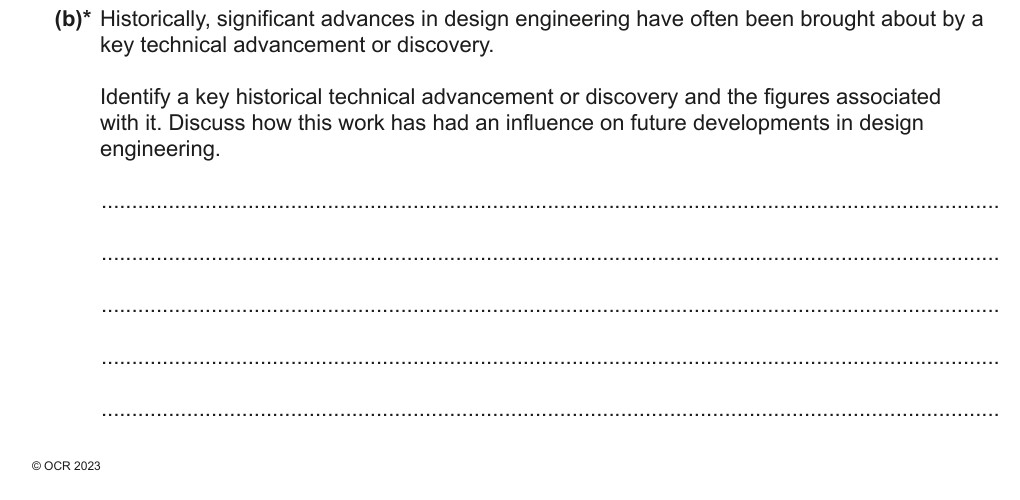 (b)* Historically, significant advances in design engineering have often been brought about by a
key technical advancement or discovery.
Identify a key historical technical advancement or discovery and the figures associated
with it. Discuss how this work has had an influence on future developments in design
engineering.
...................................................................................................................................................
...................................................................................................................................................
...................................................................................................................................................
...................................................................................................................................................
...................................................................................................................................................
© OCR 2023